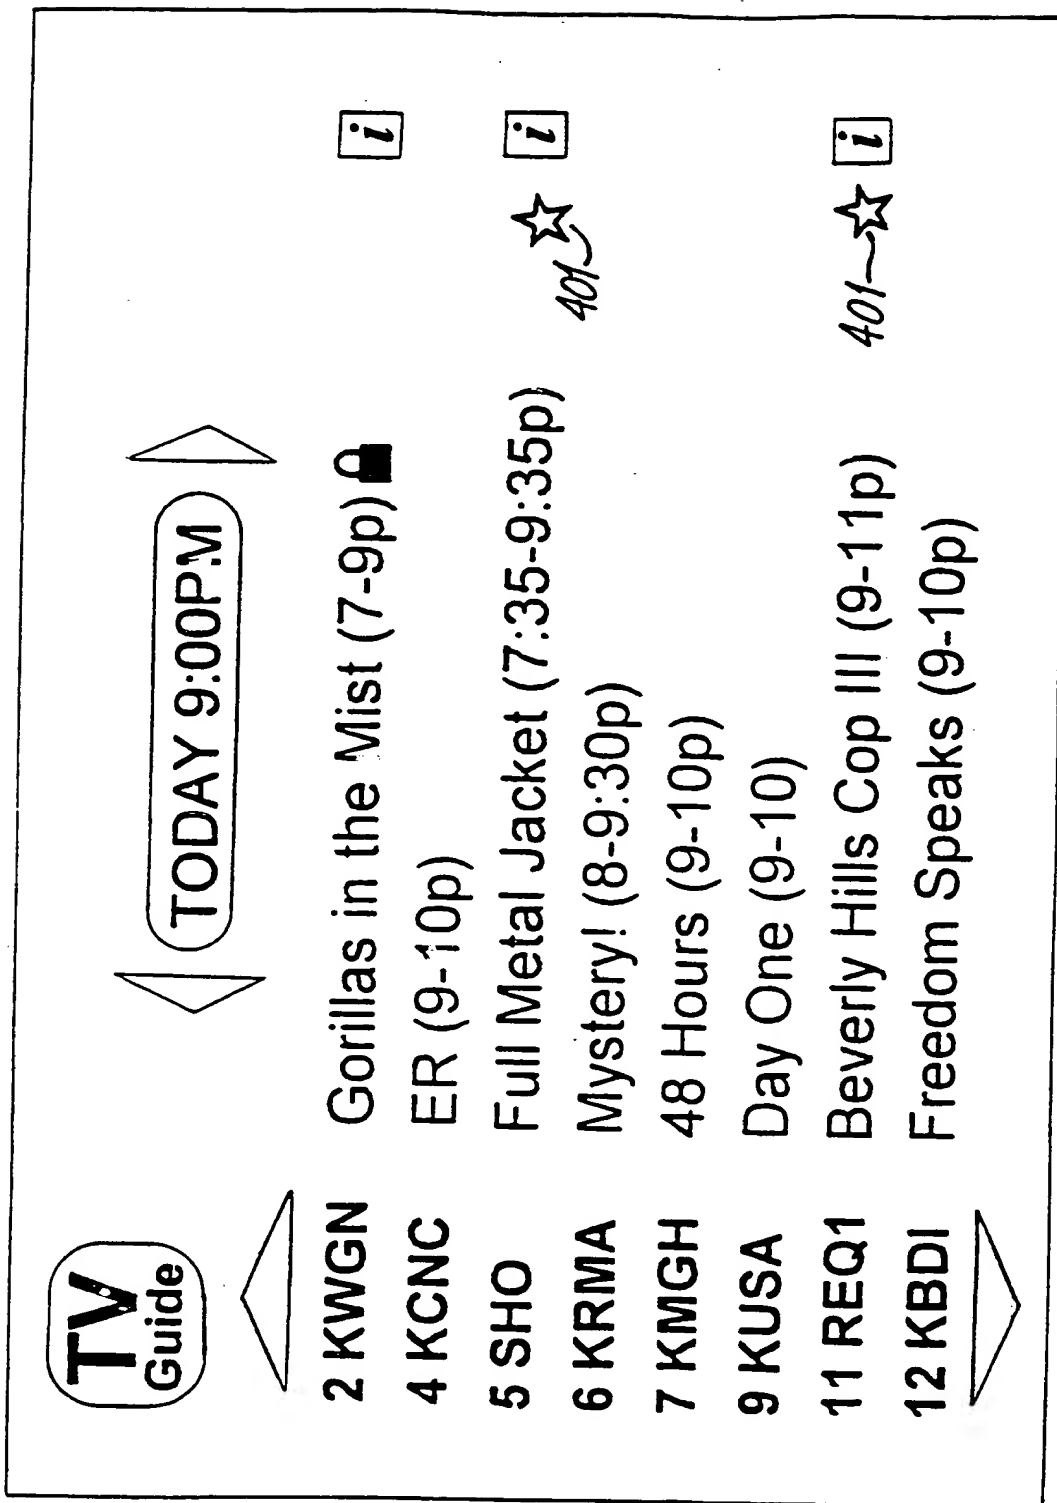 TV
Guide
TODAY 9:00PM
2 KWGN Gorillas in the Mist (7-9p) i
4 KCNC ER (9-10p)
5 SHO Full Metal Jacket (7:35-9:35p) i
401
6 KRMA Mystery! (8-9:30p)
7 KMGH 48 Hours (9-10p)
9 KUSA Day One (9-10)
11 REQ1 Beverly Hills Cop III (9-11p) 401 i
12 KBDI Freedom Speaks (9-10p)